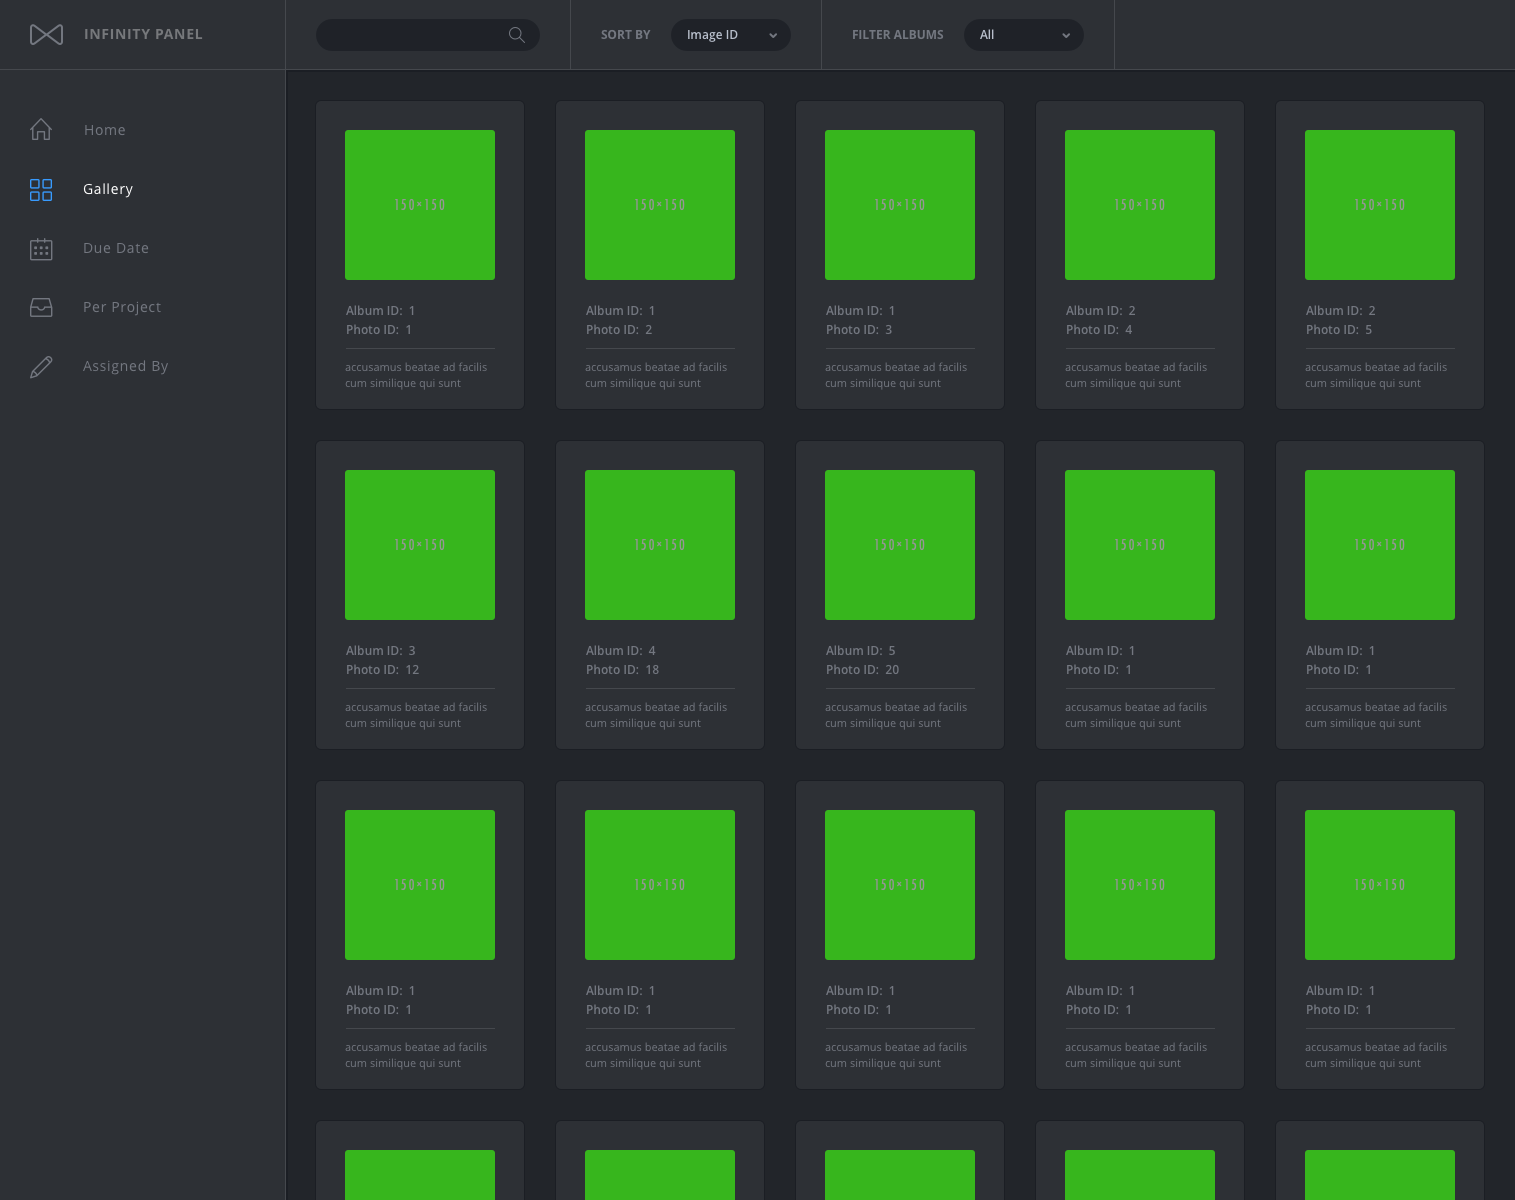 INFINITY PANEL
SORT BY Image ID
FILTER ALBUMS All
Home
Gallery
Due Date
Per Project
Assigned By
150×150 150×150 150×150 150×150 150×150
Album ID: 1 Album ID: 1 Album ID: 1 Album ID: 2 Album ID: 2
Photo ID: 1 Photo ID: 2 Photo ID: 3 Photo ID: 4 Photo ID: 5
accusamus beatae ad facilis accusamus beatae ad facilis accusamus beatae ad facilis accusamus beatae ad facilis accusamus beatae ad facilis
cum similique qui sunt cum similique qui sunt cum similique qui sunt cum similique qui sunt cum similique qui sunt
150×150 150×150 150×150 150×150 150×150
Album ID: 3 Album ID: 4 Album ID: 5 Album ID: 1 Album ID: 1
Photo ID: 12 Photo ID: 18 Photo ID: 20 Photo ID: 1 Photo ID: 1
accusamus beatae ad facilis accusamus beatae ad facilis accusamus beatae ad facilis accusamus beatae ad facilis accusamus beatae ad facilis
cum similique qui sunt cum similique qui sunt cum similique qui sunt cum similique qui sunt cum similique qui sunt
150×150 150×150 150×150 150×150 150×150
Album ID: 1 Album ID: 1 Album ID: 1 Album ID: 1 Album ID: 1
Photo ID: 1 Photo ID: 1 Photo ID: 1 Photo ID: 1 Photo ID: 1
accusamus beatae ad facilis accusamus beatae ad facilis accusamus beatae ad facilis accusamus beatae ad facilis accusamus beatae ad facilis
cum similique qui sunt cum similique qui sunt cum similique qui sunt cum similique qui sunt cum similique qui sunt